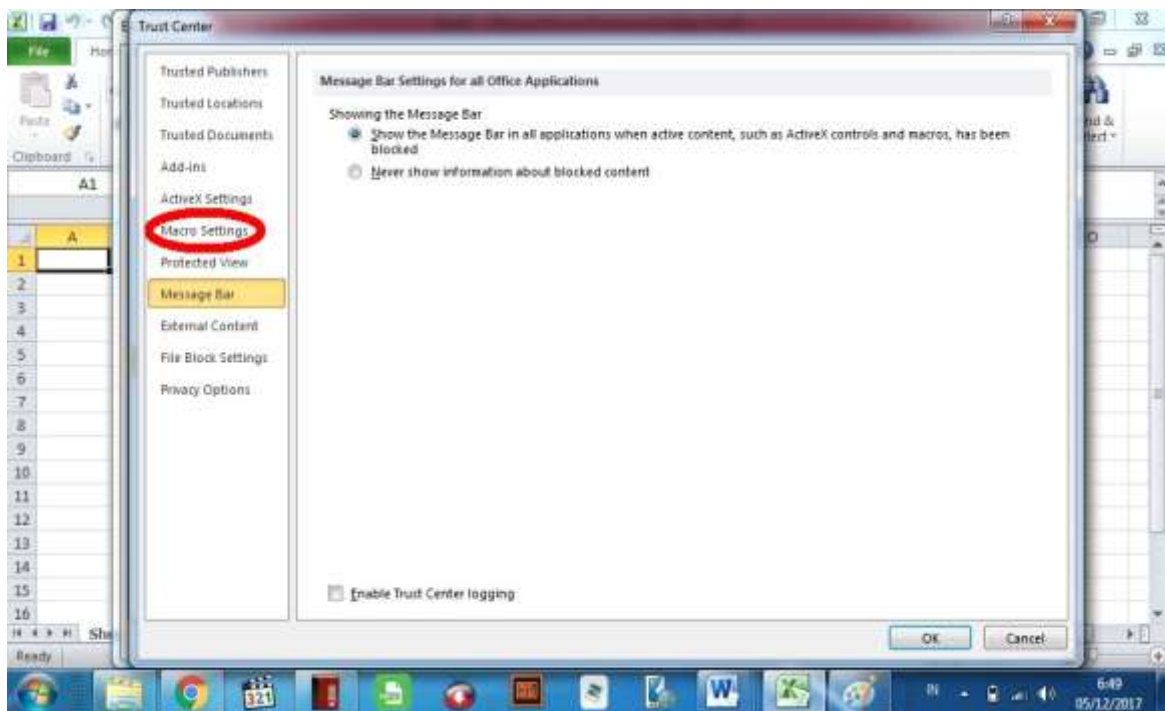 Trust Center
File
Paste
Clipboard
A1
A
1
2
3
4
5
6
7
8
9
10
11
12
13
14
15
16
Ready
Trusted Publishers
Trusted Locations
Trusted Documents
Add-ins
ActiveX Settings
Macro Settings
Protected View
Message Bar
External Content
File Block Settings
Privacy Options
Message Bar Settings for all Office Applications
Showing the Message Bar
Show the Message Bar in all applications when active content, such as ActiveX controls and macros, has been
blocked
Never show information about blocked content
Enable Trust Center logging
OK
Cancel
321
W
IN
6:49
05/12/2017